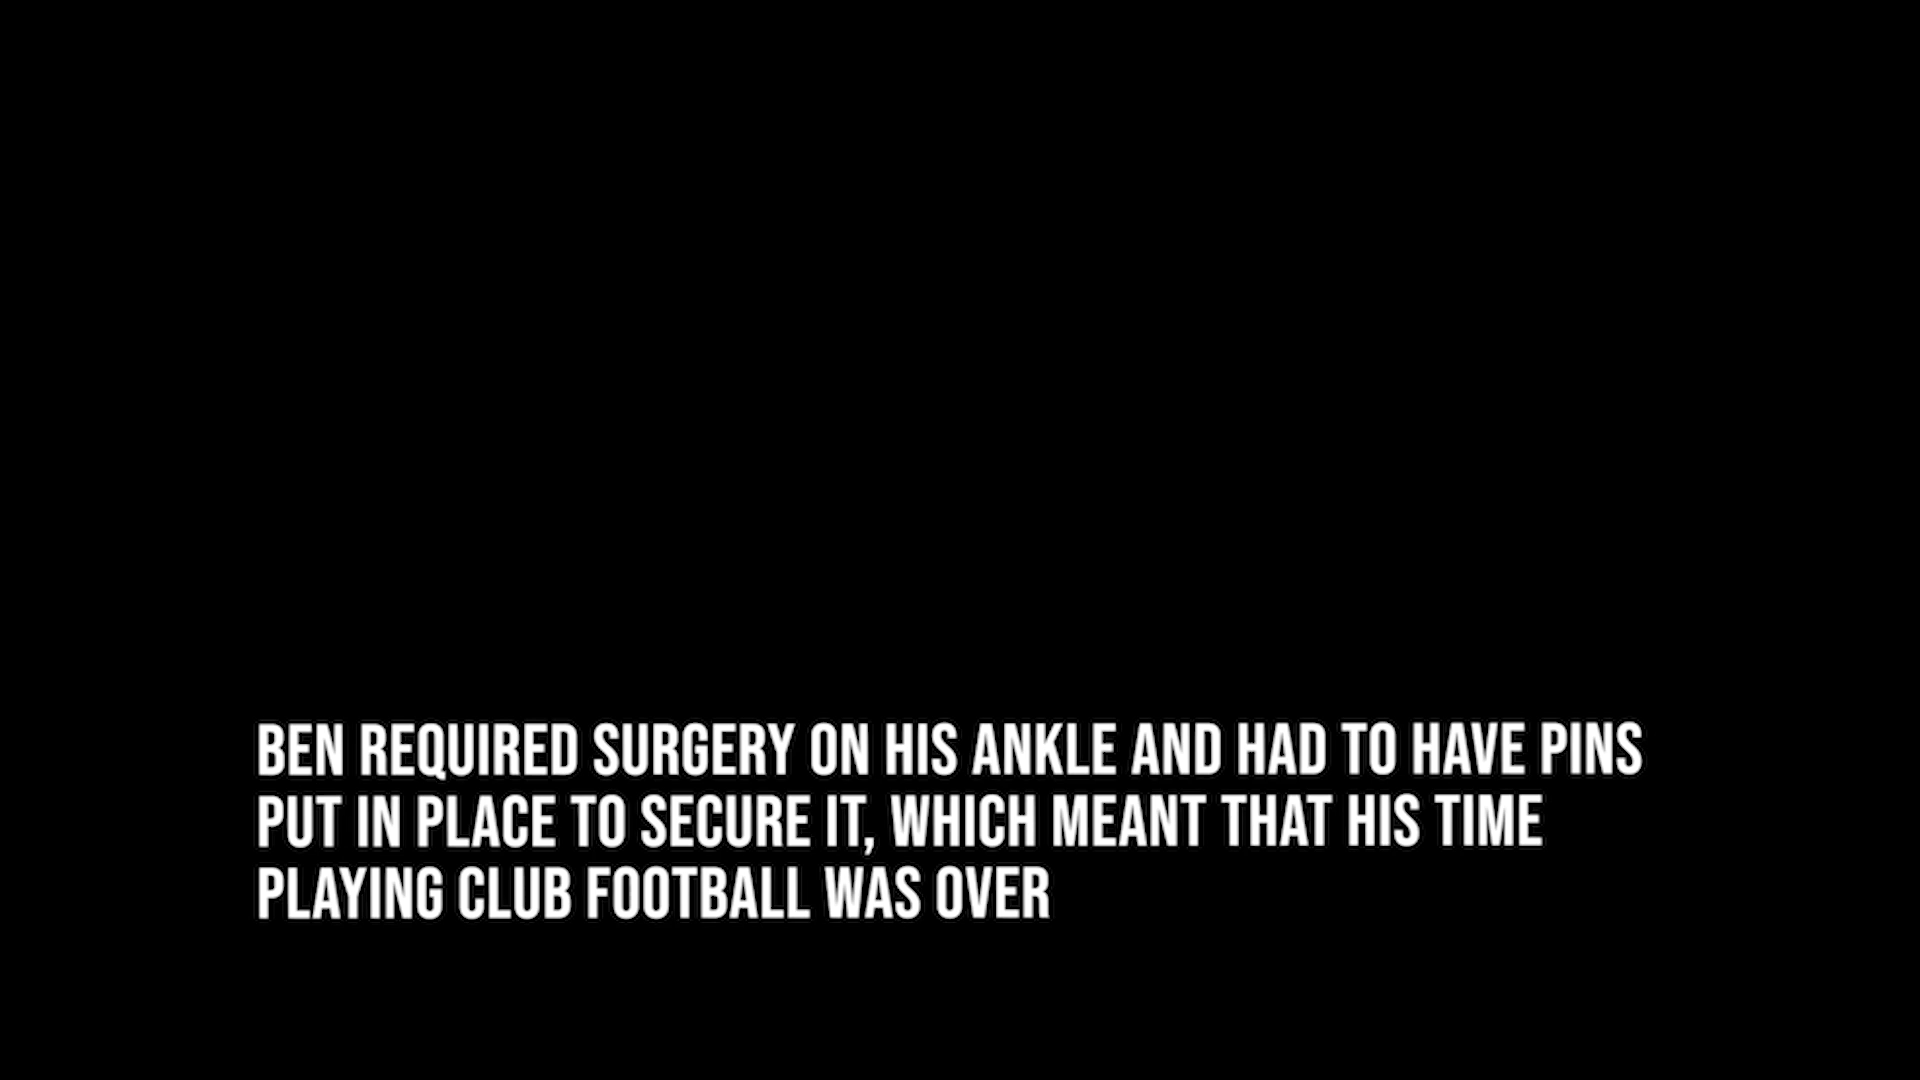 BEN REQUIRED SURGERY ON HIS ANKLE AND HAD TO HAVE PINS
PUT IN PLACE TO SECURE IT, WHICH MEANT THAT HIS TIME
PLAYING CLUB FOOTBALL WAS OVER